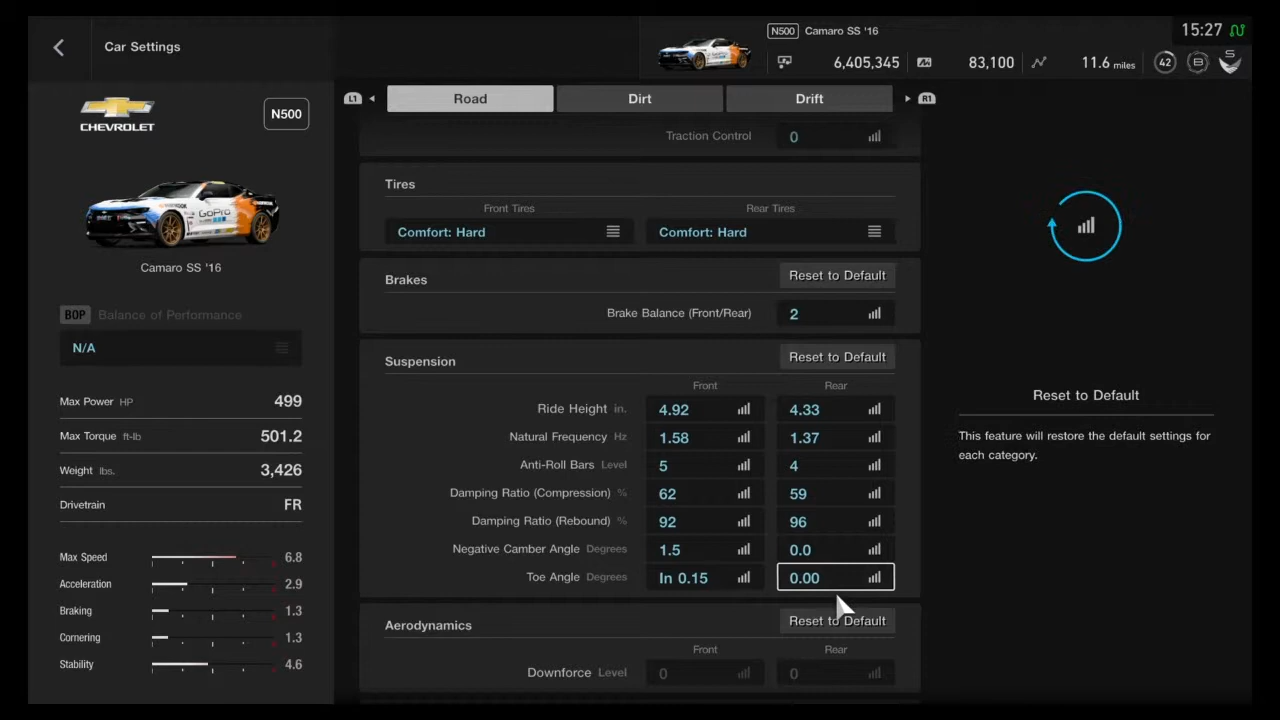 Car Settings
N500 Camaro SS '16
6,405,345 83,100 11.6 miles 42 B S
15:27
CHEVROLET
N500
GoPro
Camaro SS '16
BOP Balance of Performance
N/A
Max Power HP 499
Max Torque ft-lb 501.2
Weight lbs. 3,426
Drivetrain FR
Max Speed 6.8
Acceleration 2.9
Braking 1.3
Cornering 1.3
Stability 4.6
L1 Road Dirt Drift R1
Traction Control 0
Tires
Front Tires Rear Tires
Comfort: Hard Comfort: Hard
Brakes Reset to Default
Brake Balance (Front/Rear) 2
Suspension Reset to Default
Front Rear
Ride Height in. 4.92 4.33
Natural Frequency Hz 1.58 1.37
Anti-Roll Bars Level 5 4
Damping Ratio (Compression) % 62 59
Damping Ratio (Rebound) % 92 96
Negative Camber Angle Degrees 1.5 0.0
Toe Angle Degrees In 0.15 0.00
Aerodynamics Reset to Default
Front Rear
Downforce Level 0 0
Reset to Default
This feature will restore the default settings for
each category.